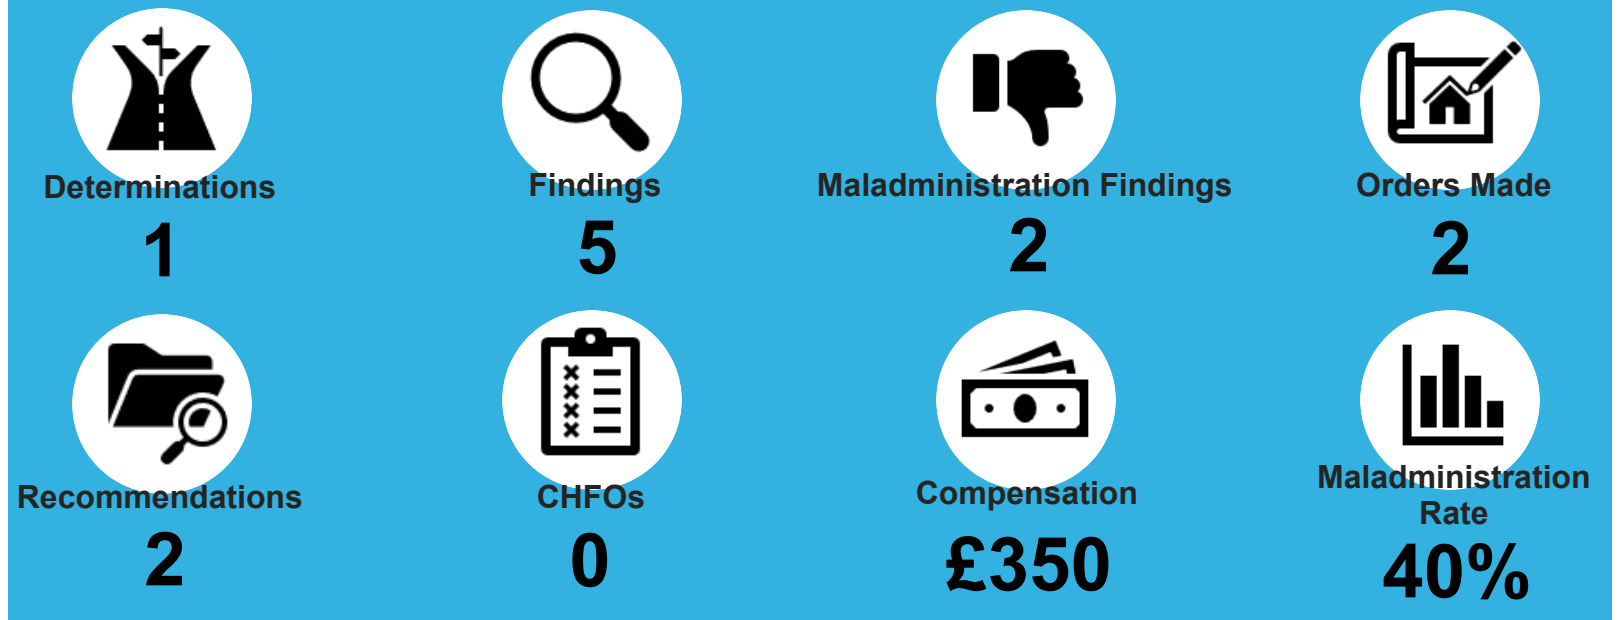 Determinations
1
Findings
5
Maladministration Findings
2
Orders Made
2
Recommendations
2
CHFOs
0
Compensation
£350
Maladministration
Rate
40%